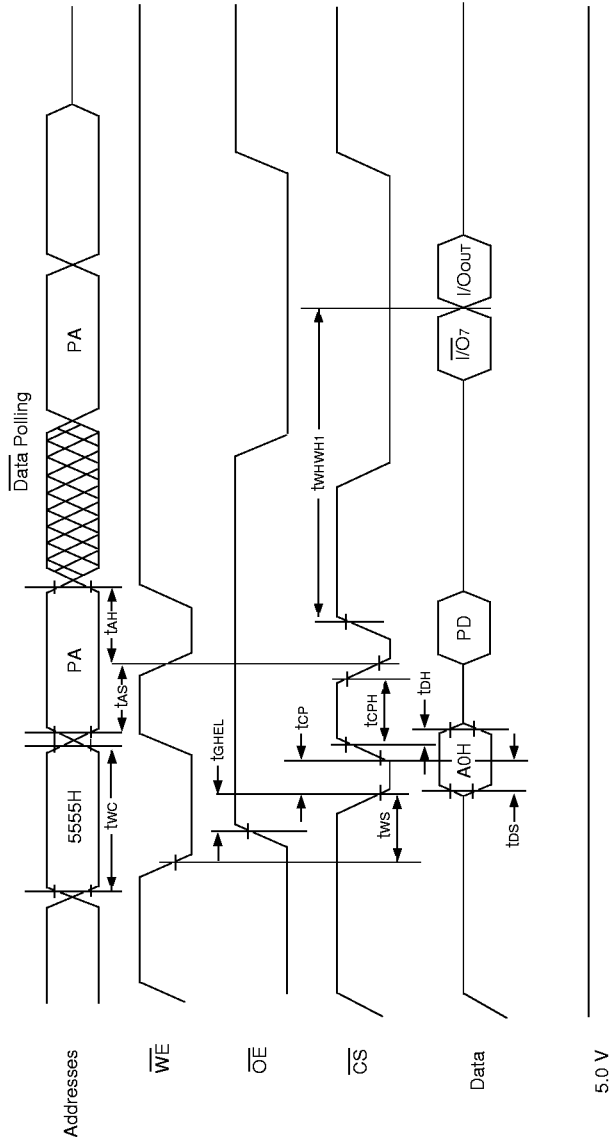 Data Polling
Addresses
5555H
PA
PA
tWC
tAS
tAH
WE
OE
tGHEL
CS
tWS
tCP
tCPH
tWHWH1
tDH
Data
A0H
PD
I/O7
I/OOUT
tDS
5.0 V